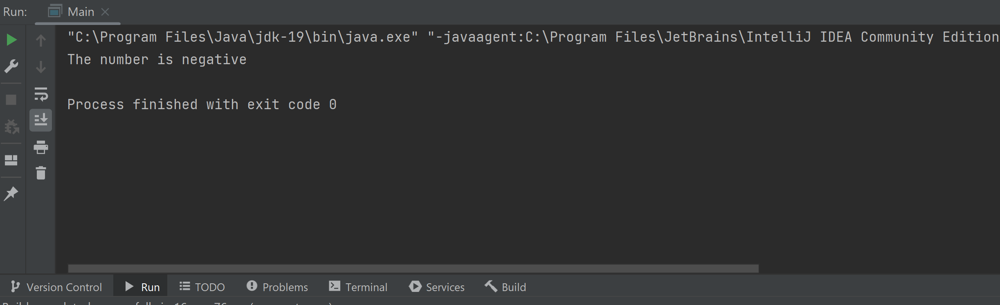 Run: Main
"C:\Program Files\Java\jdk-19\bin\java.exe" "-javaagent:C:\Program Files\JetBrains\IntelliJ IDEA Community Edition
The number is negative
Process finished with exit code 0
Version Control Run TODO Problems Terminal Services Build